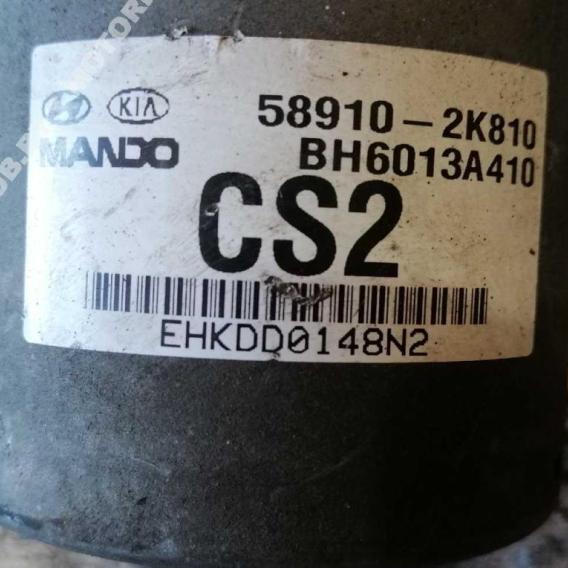 KIA 58910-2K810
MANDO BH6013A410
CS2
EHKDD0148N2